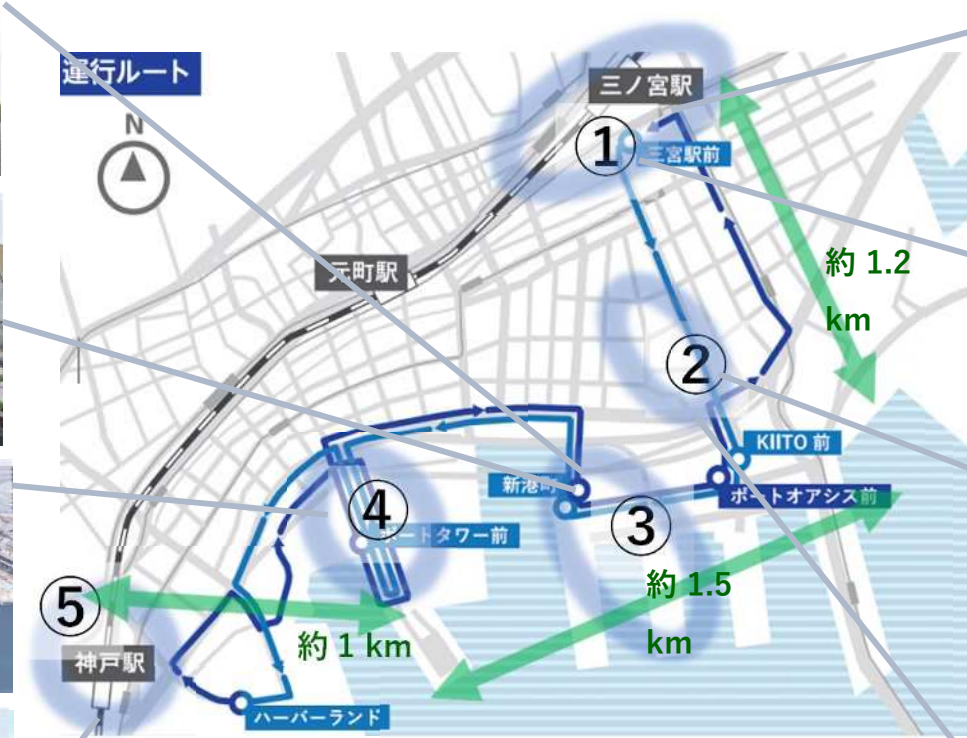 運行ルート
N
三ノ宮駅
①
三宮駅前
元町駅
約 1.2
km
②
KIITO 前
新港町
ポートオアシス前
④
ポートタワー前
③
約 1.5
km
⑤
約 1 km
神戸駅
ハーバーランド